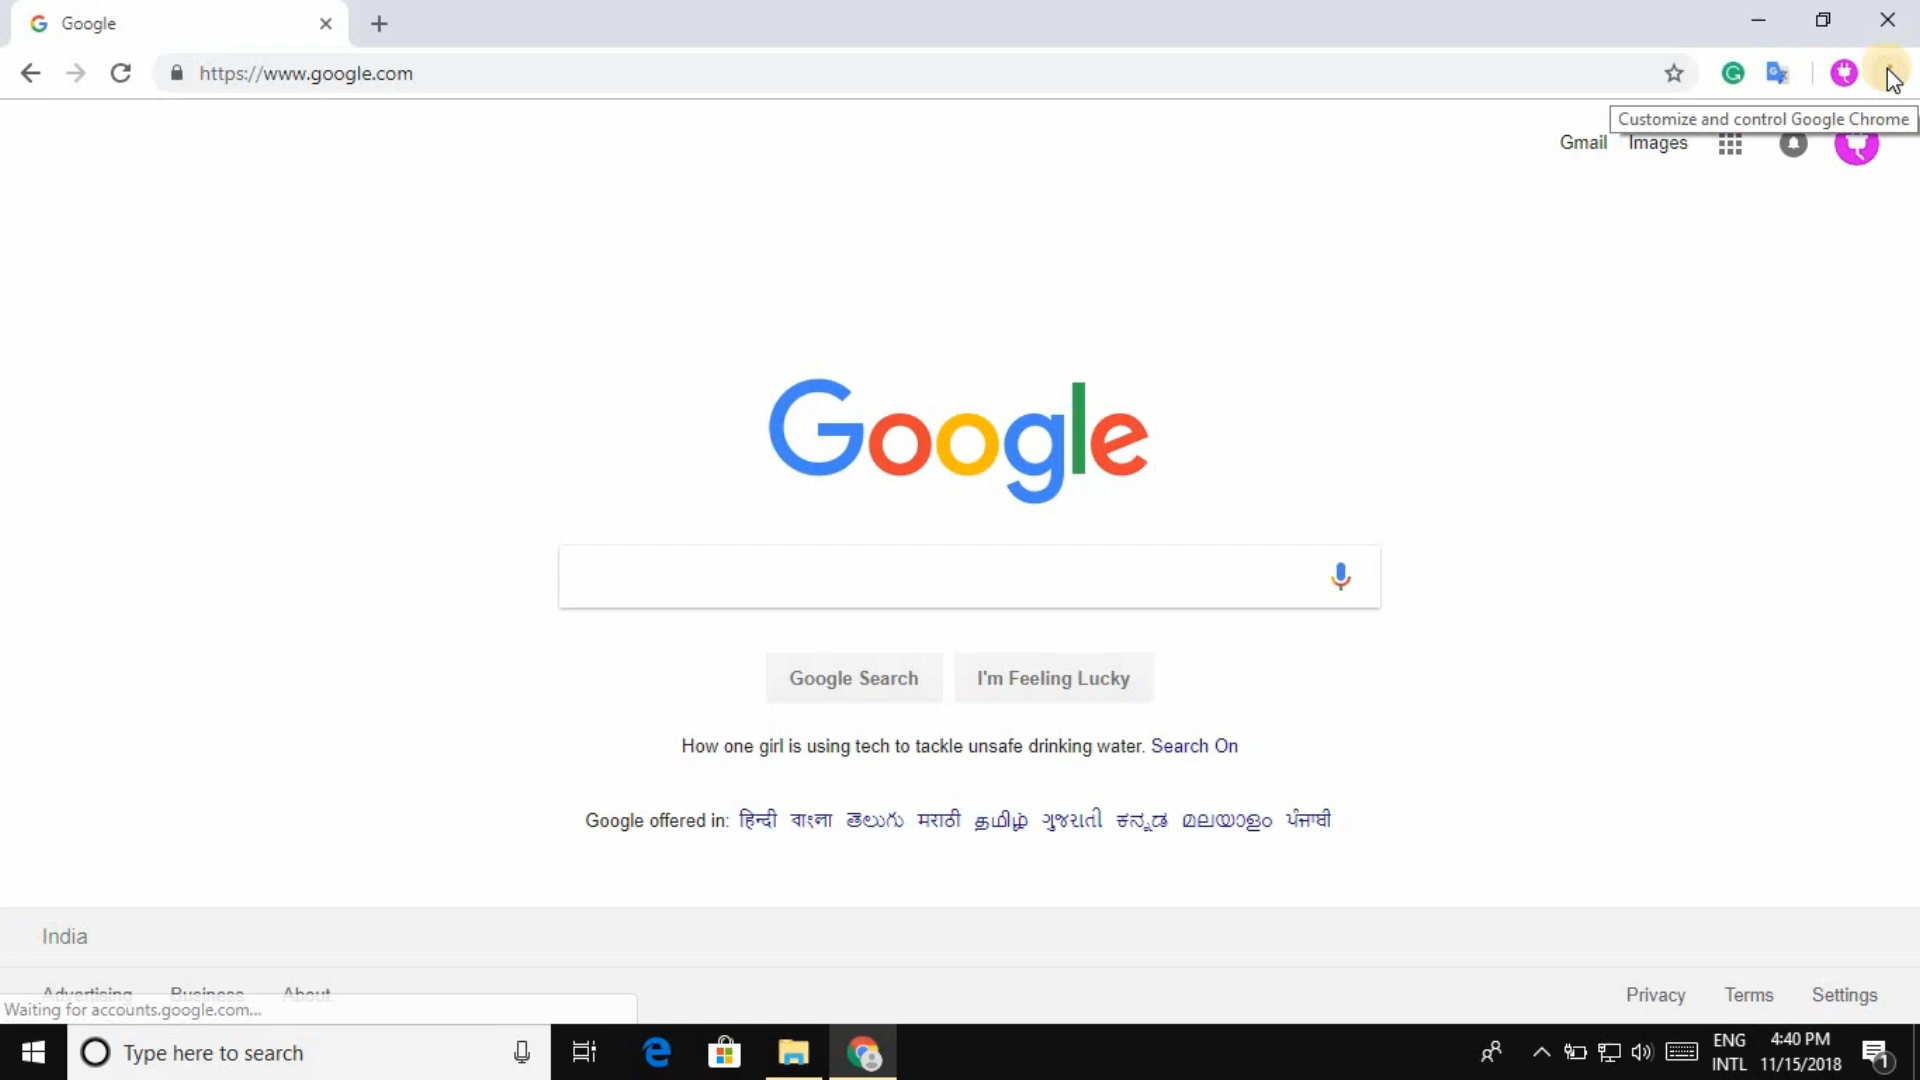 Google
https://www.google.com
Customize and control Google Chrome
Gmail Images
Google
Google Search I'm Feeling Lucky
How one girl is using tech to tackle unsafe drinking water. Search On
Google offered in: हिन्दी বাংলা తెలుగు मराठी தமிழ் ગુજરાતી ಕನ್ನಡ മലയാളം ਪੰਜਾਬੀ
India
Advertising Business About
Privacy Terms Settings
Waiting for accounts.google.com...
Type here to search
ENG 4:40 PM
INTL 11/15/2018
1